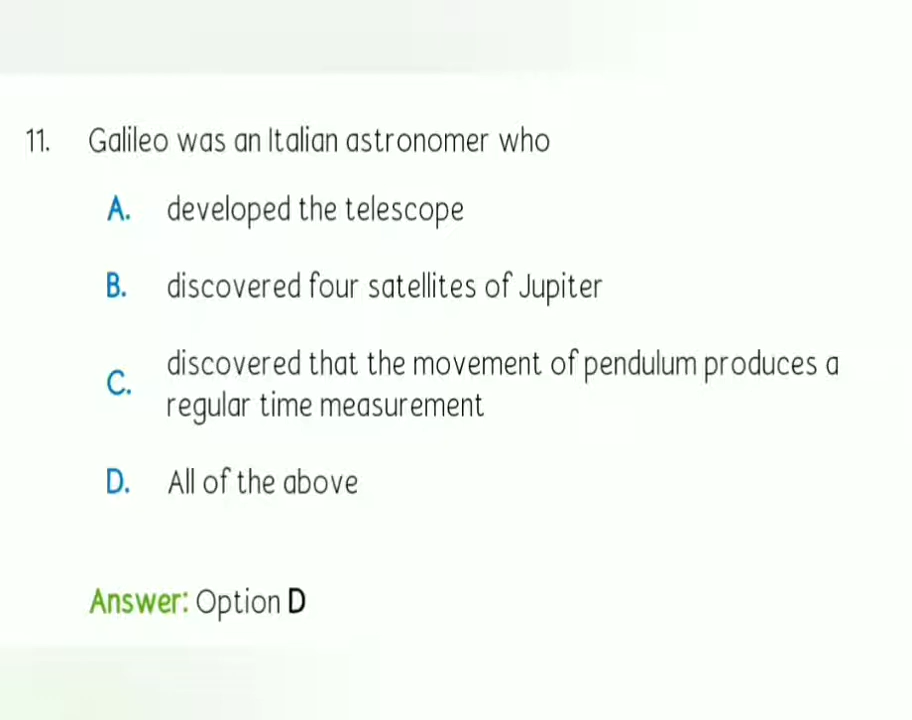 11. Galileo was an Italian astronomer who
A. developed the telescope
B. discovered four satellites of Jupiter
C. discovered that the movement of pendulum produces a
regular time measurement
D. All of the above
Answer: Option D